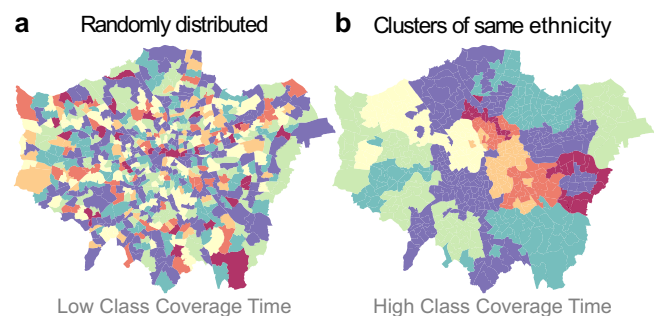 a Randomly distributed
b Clusters of same ethnicity
Low Class Coverage Time
High Class Coverage Time